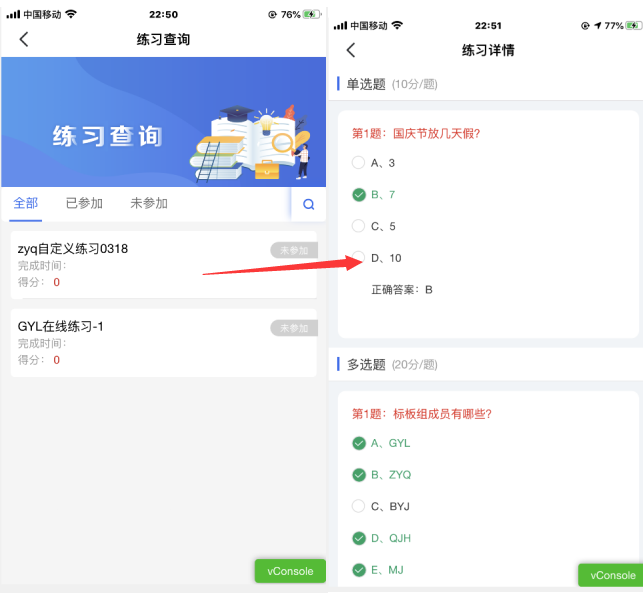 中国移动
22:50
76%
练习查询
练习查询
全部
已参加
未参加
zyq自定义练习0318
未参加
完成时间：
得分： 0
GYL在线练习-1
未参加
完成时间：
得分： 0
vConsole
中国移动
22:51
77%
练习详情
单选题 (10分/题)
第1题：国庆节放几天假?
A、3
B、7
C、5
D、10
正确答案：B
多选题 (20分/题)
第1题：标板组成员有哪些?
A、GYL
B、ZYQ
C、BYJ
D、QJH
E、MJ
vConsole